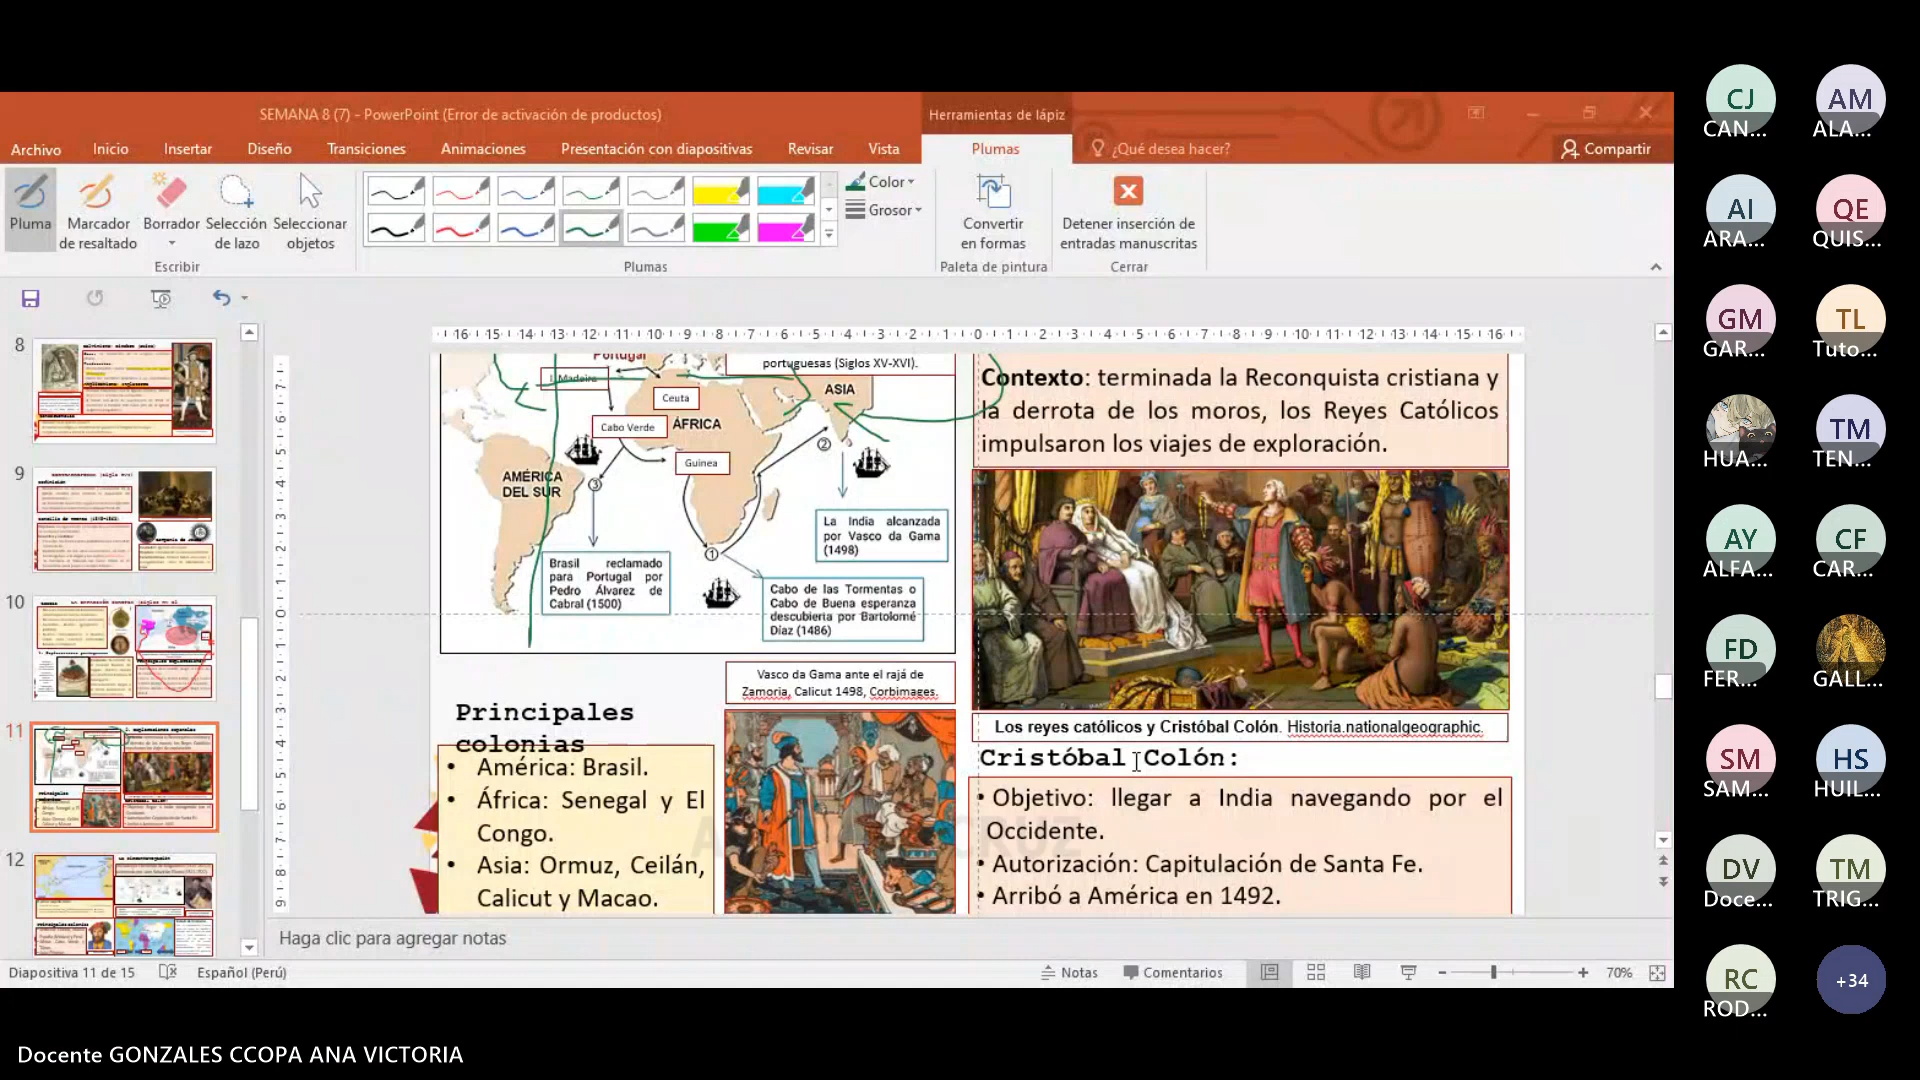 SEMANA 8 (7) - PowerPoint (Error de activación de productos)
Herramientas de lápiz
Archivo
Inicio
Insertar
Diseño
Transiciones
Animaciones
Presentación con diapositivas
Revisar
Vista
Plumas
¿Qué desea hacer?
Compartir
Pluma
Marcador de resaltado
Borrador
Selección de lazo
Seleccionar objetos
Escribir
Plumas
Color
Grosor
Convertir en formas
Paleta de pintura
Detener inserción de entradas manuscritas
Cerrar
8
9
10
11
12
Portugal
portuguesas (Siglos XV-XVI).
I. Madeira
Ceuta
ASIA
Cabo Verde
ÁFRICA
Guinea
AMÉRICA
DEL SUR
1
2
3
La India alcanzada
por Vasco da Gama
(1498)
Brasil reclamado
para Portugal por
Pedro Álvarez de
Cabral (1500)
Cabo de las Tormentas o
Cabo de Buena esperanza
descubierta por Bartolomé
Díaz (1486)
Vasco da Gama ante el rajá de
Zamoria, Calicut 1498, Corbimages.
Principales
colonias
• América: Brasil.
• África: Senegal y El
Congo.
• Asia: Ormuz, Ceilán,
Calicut y Macao.
Contexto: terminada la Reconquista cristiana y
la derrota de los moros, los Reyes Católicos
impulsaron los viajes de exploración.
Los reyes católicos y Cristóbal Colón. Historia.nationalgeographic.
Cristóbal Colón:
• Objetivo: llegar a India navegando por el
Occidente.
• Autorización: Capitulación de Santa Fe.
• Arribó a América en 1492.
Haga clic para agregar notas
Diapositiva 11 de 15
Español (Perú)
Notas
Comentarios
70%
CJ
CAN...
AM
ALA...
AI
ARA...
QE
QUIS...
GM
GAR...
TL
Tuto...
HUA...
TM
TEN...
AY
ALFA...
CF
CAR...
FD
FER...
GALL...
SM
SAM...
HS
HUIL...
DV
Doce...
TM
TRIG...
RC
ROD...
+34
Docente GONZALES CCOPA ANA VICTORIA